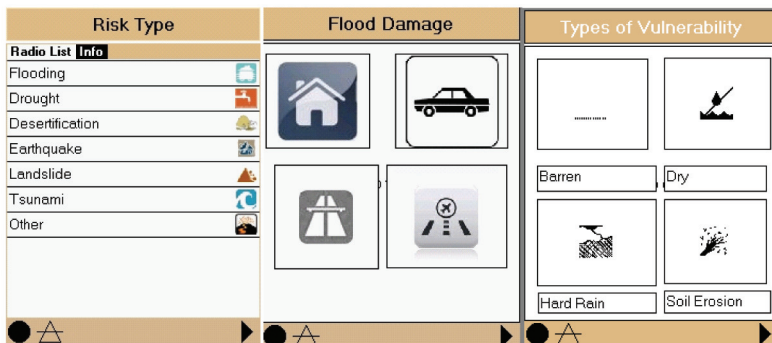 Risk Type
Radio List Info
Flooding
Drought
Desertification
Earthquake
Landslide
Tsunami
Other
Flood Damage
Types of Vulnerability
Barren
Dry
Hard Rain
Soil Erosion